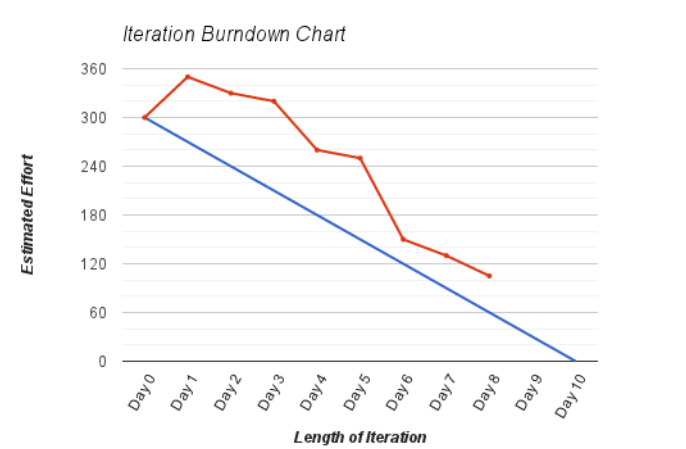 Iteration Burndown Chart
360
300
240
180
120
60
0
Estimated Effort
Day 0
Day 1
Day 2
Day 3
Day 4
Day 5
Day 6
Day 7
Day 8
Day 9
Day 10
Length of Iteration